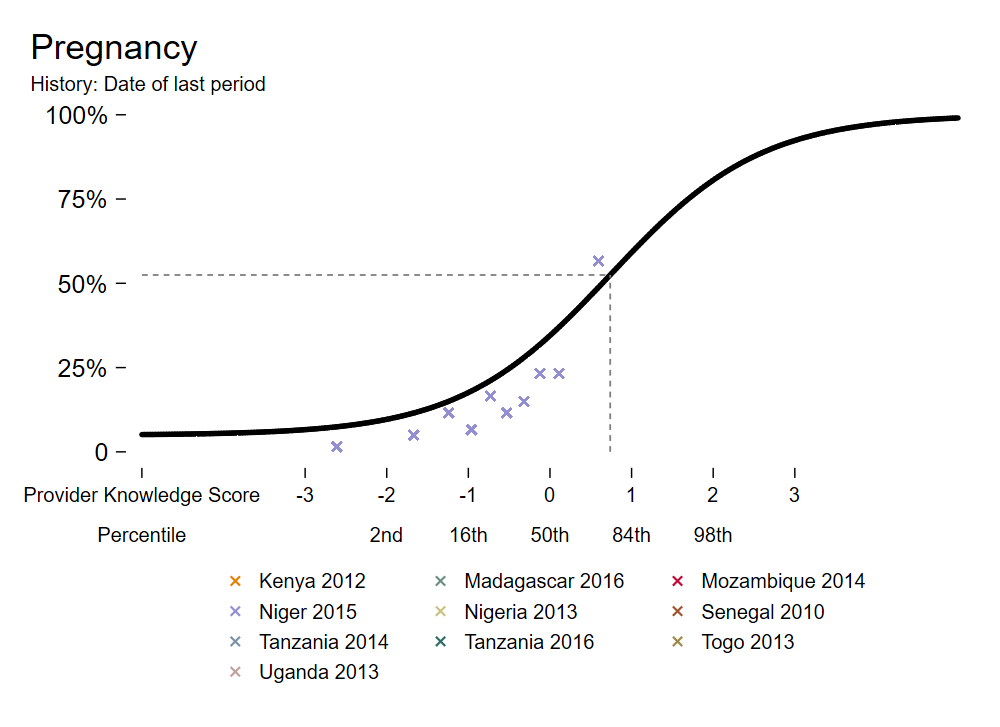 Pregnancy
History: Date of last period
100%
75%
50%
25%
0
Provider Knowledge Score -3 -2 -1 0 1 2 3
Percentile 2nd 16th 50th 84th 98th
Kenya 2012 Madagascar 2016 Mozambique 2014
Niger 2015 Nigeria 2013 Senegal 2010
Tanzania 2014 Tanzania 2016 Togo 2013
Uganda 2013